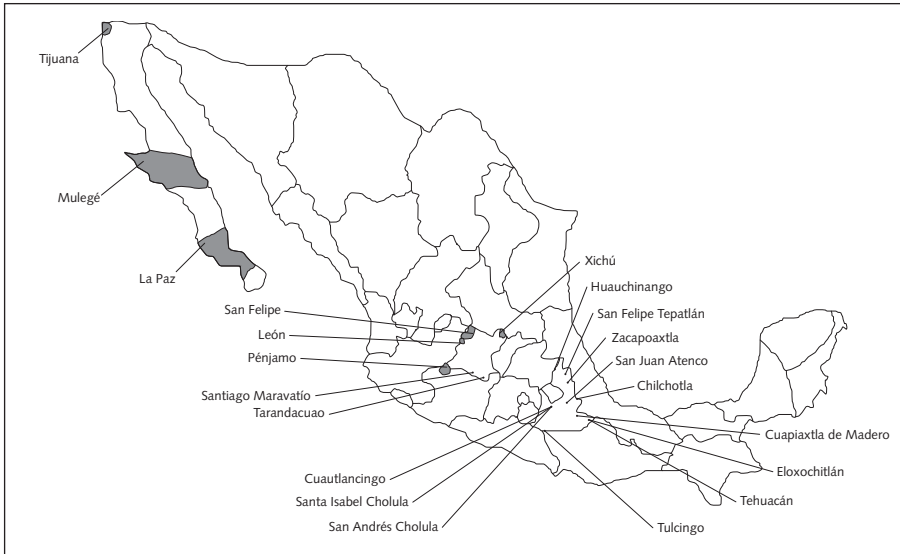 Tijuana
Mulegé
La Paz
San Felipe
León
Pénjamo
Santiago Maravatío
Tarandacuao
Xichú
Huauchinango
San Felipe Tepatlán
Zacapoaxtla
San Juan Atenco
Chilchotla
Cuapiaxtla de Madero
Eloxochitlán
Tehuacán
Tulcingo
Cuautlancingo
Santa Isabel Cholula
San Andrés Cholula